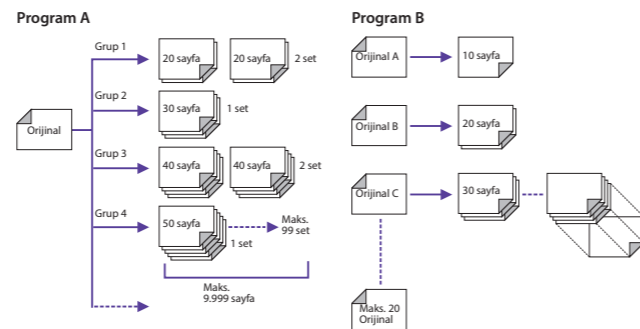 Program A
Program B
Grup 1
20 sayfa
20 sayfa
2 set
Grup 2
30 sayfa
1 set
Orijinal
Grup 3
40 sayfa
40 sayfa
2 set
Grup 4
50 sayfa
1 set
Maks.
99 set
Maks.
9.999 sayfa
Orijinal A
10 sayfa
Orijinal B
20 sayfa
Orijinal C
30 sayfa
Maks. 20
Orijinal